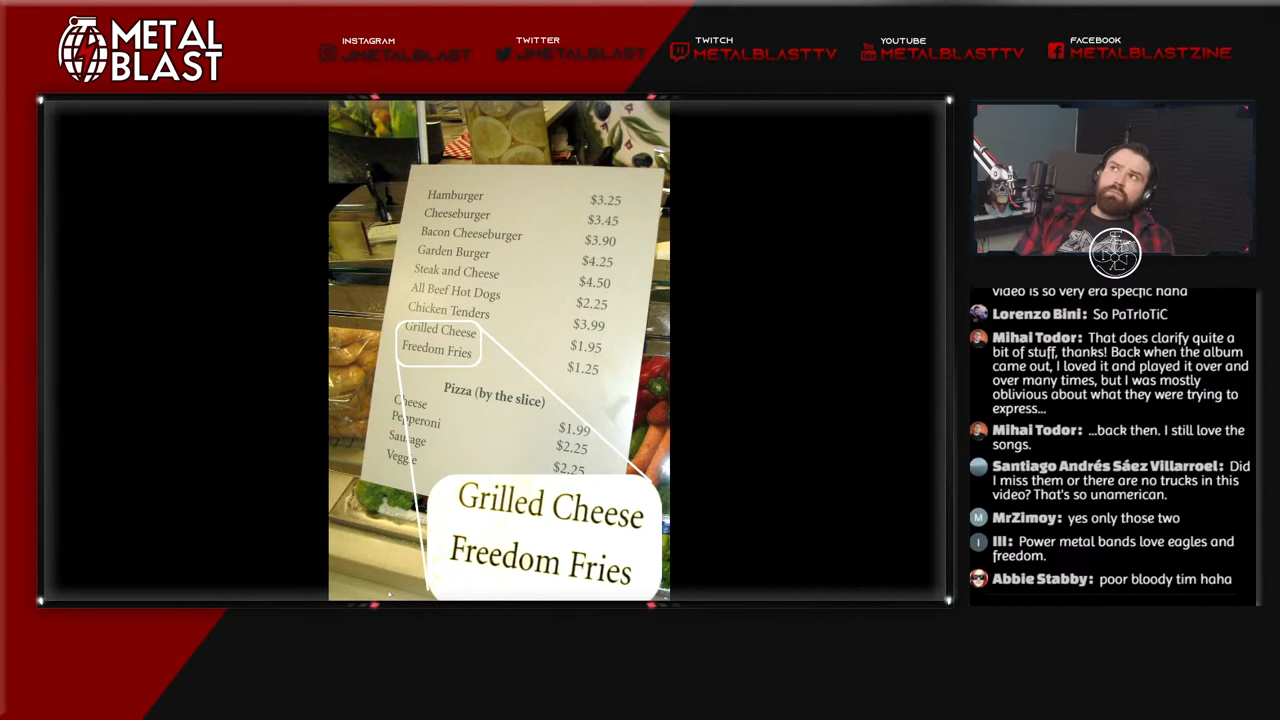 METAL
BLAST
INSTAGRAM
JMETALBLAST
TWITTER
JMETALBLAST
TWITCH
METALBLASTTV
YOUTUBE
METALBLASTTV
FACEBOOK
METALBLASTZINE
Hamburger $3.25
Cheeseburger $3.45
Bacon Cheeseburger $3.90
Garden Burger $4.25
Steak and Cheese $4.50
All Beef Hot Dogs $2.25
Chicken Tenders $3.99
Grilled Cheese $1.95
Freedom Fries $1.25
Pizza (by the slice)
Cheese $1.99
Pepperoni $2.25
Sausage $2.25
Veggie
Grilled Cheese
Freedom Fries
video is so very era specific haha
Lorenzo Bini: So PaTrIoTiC
Mihai Todor: That does clarify quite a
bit of stuff, thanks! Back when the album
came out, I loved it and played it over and
over many times, but I was mostly
oblivious about what they were trying to
express...
Mihai Todor: ...back then. I still love the
songs.
Santiago Andrés Sáez Villarroel: Did
I miss them or there are no trucks in this
video? That's so unamerican.
M MrZimoy: yes only those two
I III: Power metal bands love eagles and
freedom.
Abbie Stabby: poor bloody tim haha